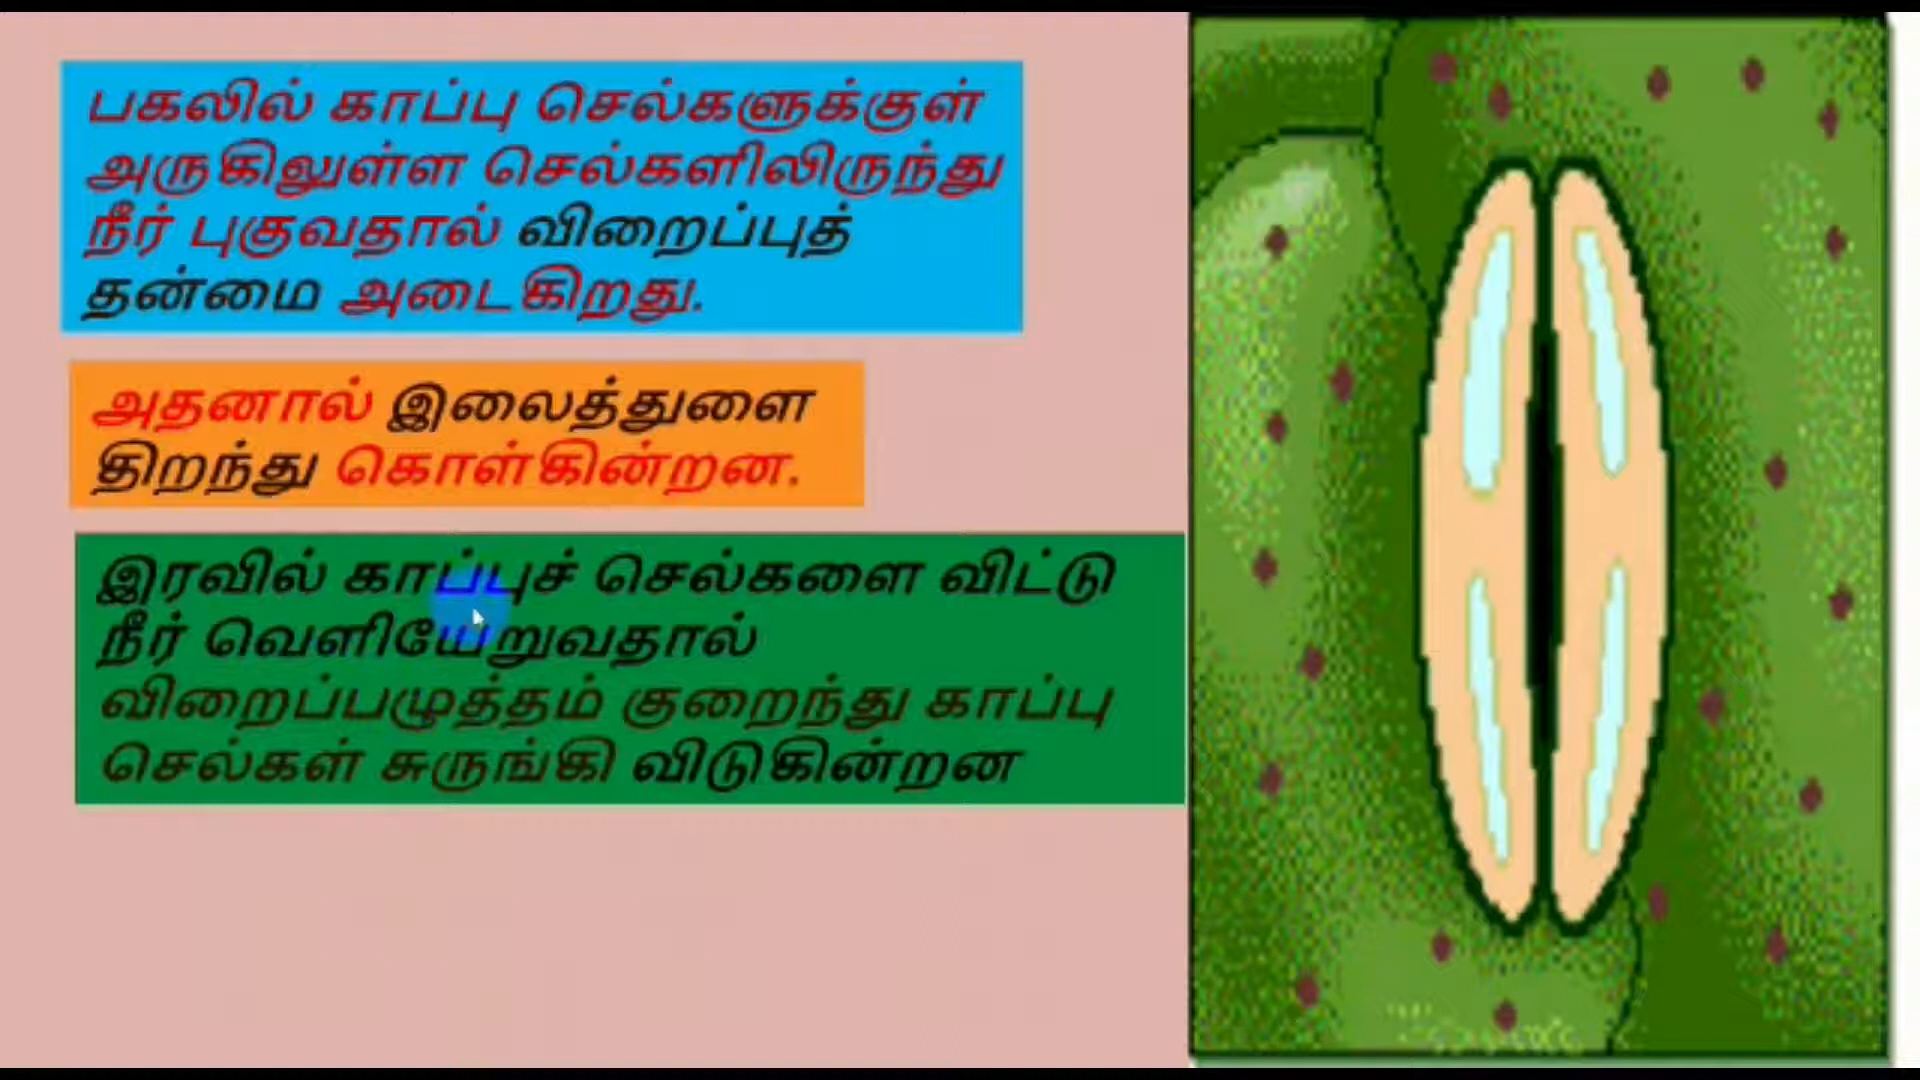 பகலில் காப்பு செல்களுக்குள்
அருகிலுள்ள செல்களிலிருந்து
நீர் புகுவதால் விறைப்புத்
தன்மை அடைகிறது.
அதனால் இலைத்துளை
திறந்து கொள்கின்றன.
இரவில் காப்புச் செல்களை விட்டு
நீர் வெளியேறுவதால்
விறைப்பழுத்தம் குறைந்து காப்பு
செல்கள் சுருங்கி விடுகின்றன